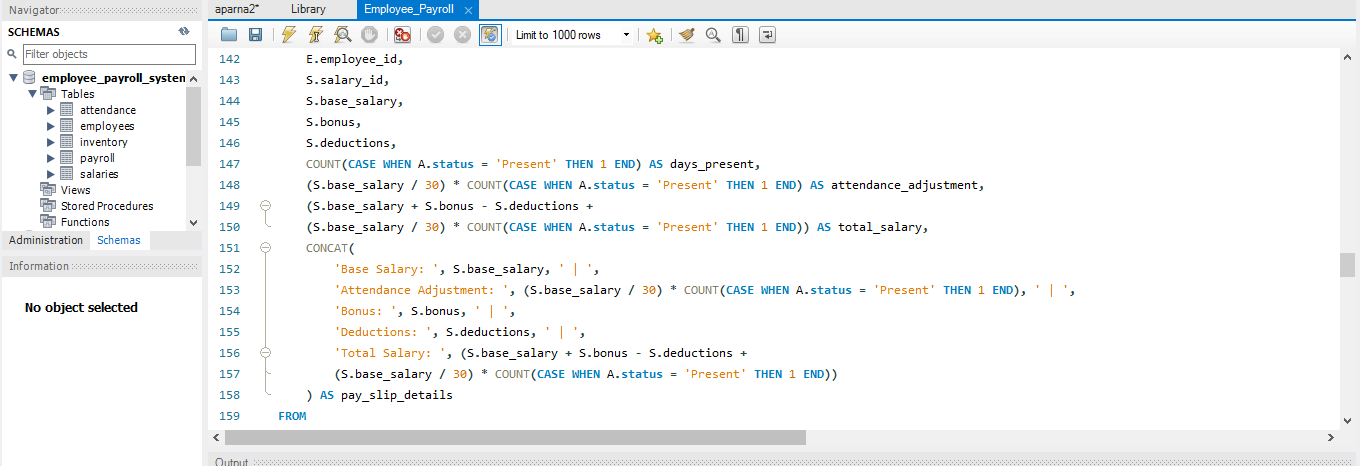 Navigator
aparna2*
Library
Employee_Payroll
SCHEMAS
Filter objects
Limit to 1000 rows
employee_payroll_system
Tables
attendance
employees
inventory
payroll
salaries
Views
Stored Procedures
Functions
Administration Schemas
Information
No object selected
142 E.employee_id,
143 S.salary_id,
144 S.base_salary,
145 S.bonus,
146 S.deductions,
147 COUNT(CASE WHEN A.status = 'Present' THEN 1 END) AS days_present,
148 (S.base_salary / 30) * COUNT(CASE WHEN A.status = 'Present' THEN 1 END) AS attendance_adjustment,
149 (S.base_salary + S.bonus - S.deductions +
150 (S.base_salary / 30) * COUNT(CASE WHEN A.status = 'Present' THEN 1 END)) AS total_salary,
151 CONCAT(
152 'Base Salary: ', S.base_salary, ' | ',
153 'Attendance Adjustment: ', (S.base_salary / 30) * COUNT(CASE WHEN A.status = 'Present' THEN 1 END), ' | ',
154 'Bonus: ', S.bonus, ' | ',
155 'Deductions: ', S.deductions, ' | ',
156 'Total Salary: ', (S.base_salary + S.bonus - S.deductions +
157 (S.base_salary / 30) * COUNT(CASE WHEN A.status = 'Present' THEN 1 END))
158 ) AS pay_slip_details
159 FROM
Output